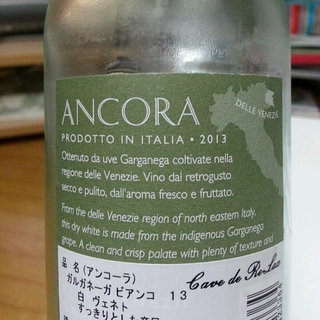 ANCORA
DELLE VENEZIE
PRODOTTO IN ITALIA • 2013
Ottenuto da uve Garganega coltivate nella
regione delle Venezie. Vino dal retrogusto
secco e pulito, dall'aroma fresco e fruttato.
From the delle Venezie region of north eastern Italy,
this dry white is made from the indigenous Garganega
grape. A clean and crisp palate with plenty of texture and
品 名 (アンコーラ)
ガルガネーガ ビアンコ 13
白 ヴェネト
Cave de